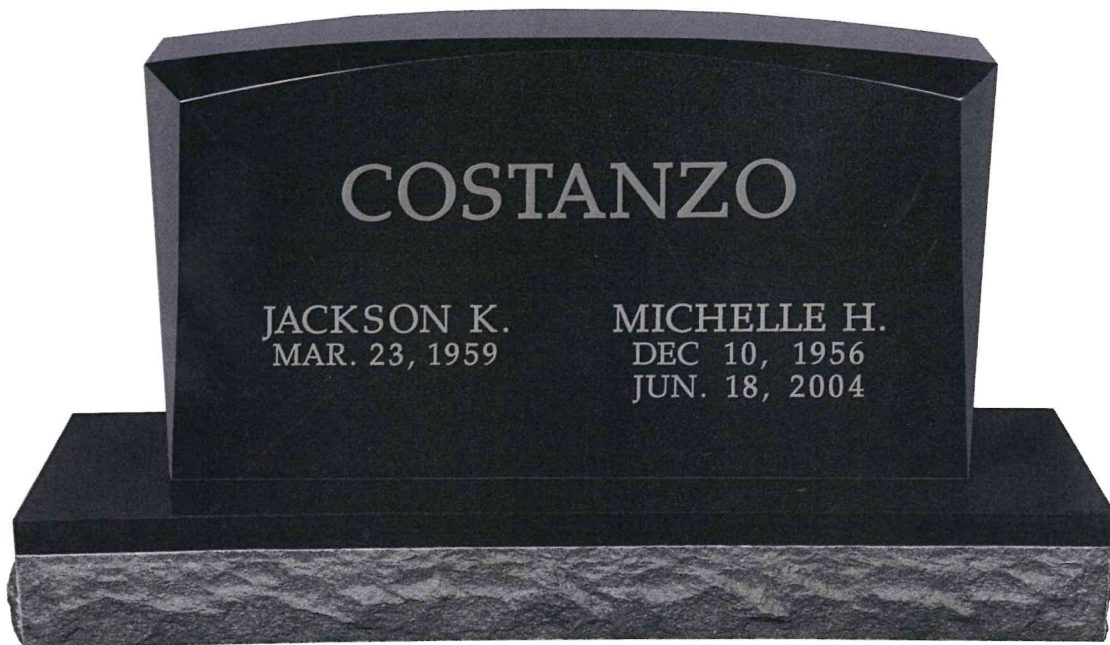 COSTANZO
JACKSON K.
MAR. 23, 1959
MICHELLE H.
DEC 10, 1956
JUN. 18, 2004